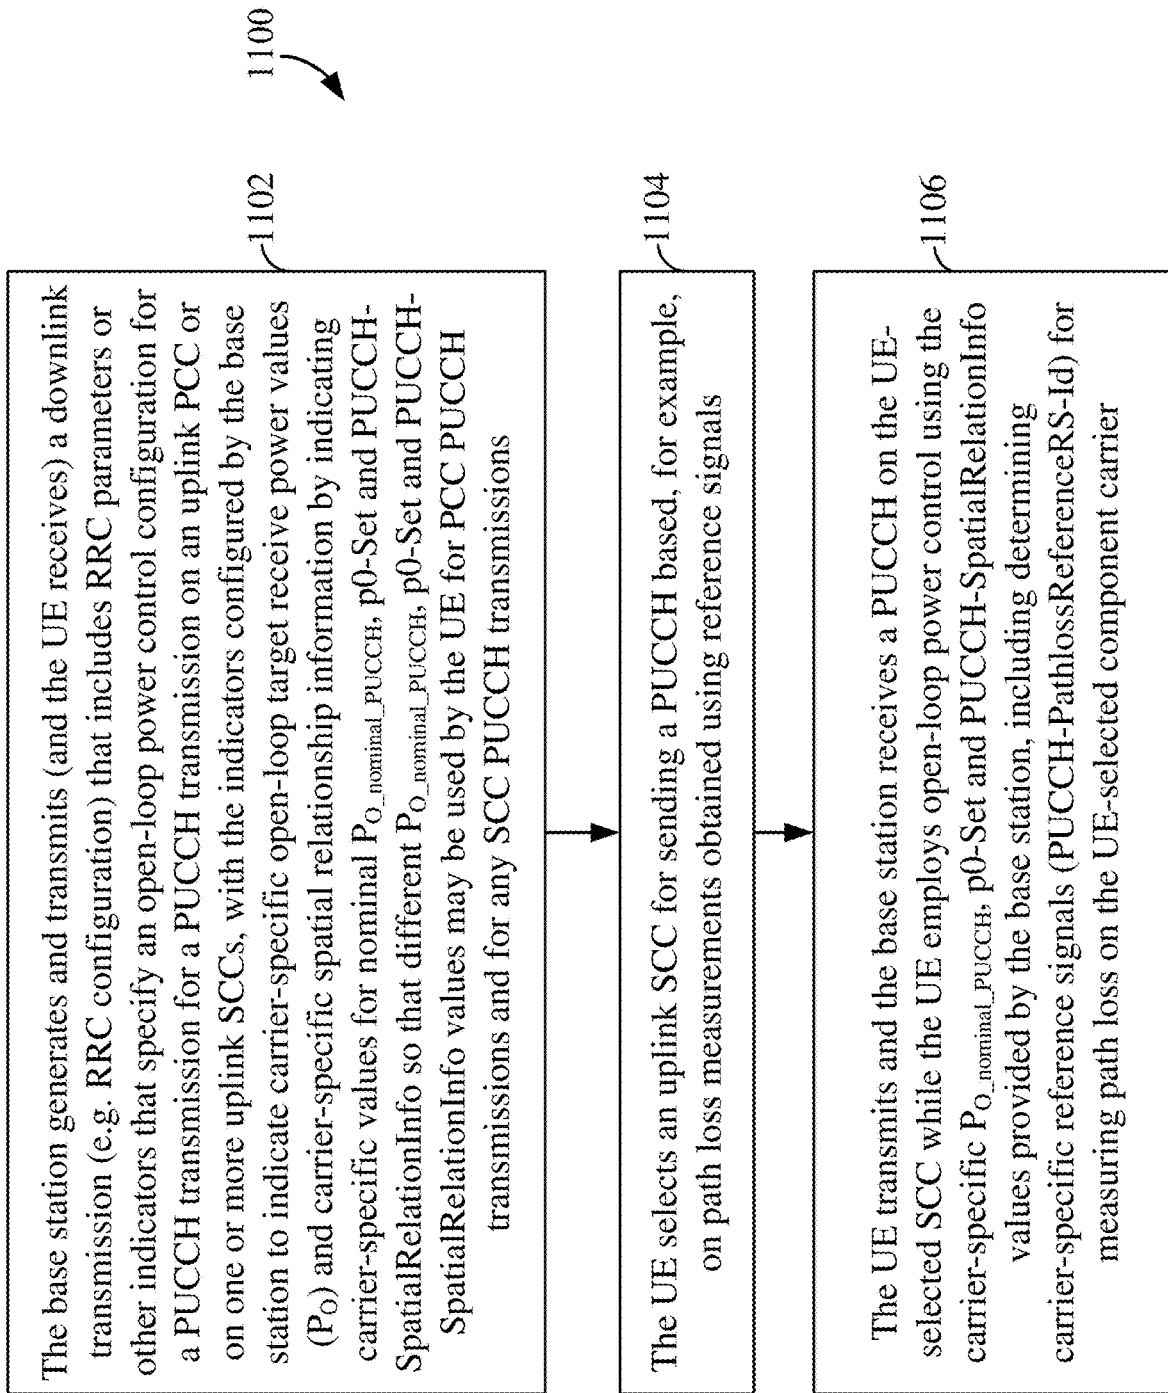 1100
The base station generates and transmits (and the UE receives) a downlink
transmission (e.g. RRC configuration) that includes RRC parameters or
other indicators that specify an open-loop power control configuration for
a PUCCH transmission for a PUCCH transmission on an uplink PCC or
on one or more uplink SCCs, with the indicators configured by the base
station to indicate carrier-specific open-loop target receive power values
(PO) and carrier-specific spatial relationship information by indicating
carrier-specific values for nominal PO_nominal_PUCCH, p0-Set and PUCCH-
SpatialRelationInfo so that different PO_nominal_PUCCH, p0-Set and PUCCH-
SpatialRelationInfo values may be used by the UE for PCC PUCCH
transmissions and for any SCC PUCCH transmissions
1102
The UE selects an uplink SCC for sending a PUCCH based, for example,
on path loss measurements obtained using reference signals
1104
The UE transmits and the base station receives a PUCCH on the UE-
selected SCC while the UE employs open-loop power control using the
carrier-specific PO_nominal_PUCCH, p0-Set and PUCCH-SpatialRelationInfo
values provided by the base station, including determining
carrier-specific reference signals (PUCCH-PathlossReferenceRS-Id) for
measuring path loss on the UE-selected component carrier
1106